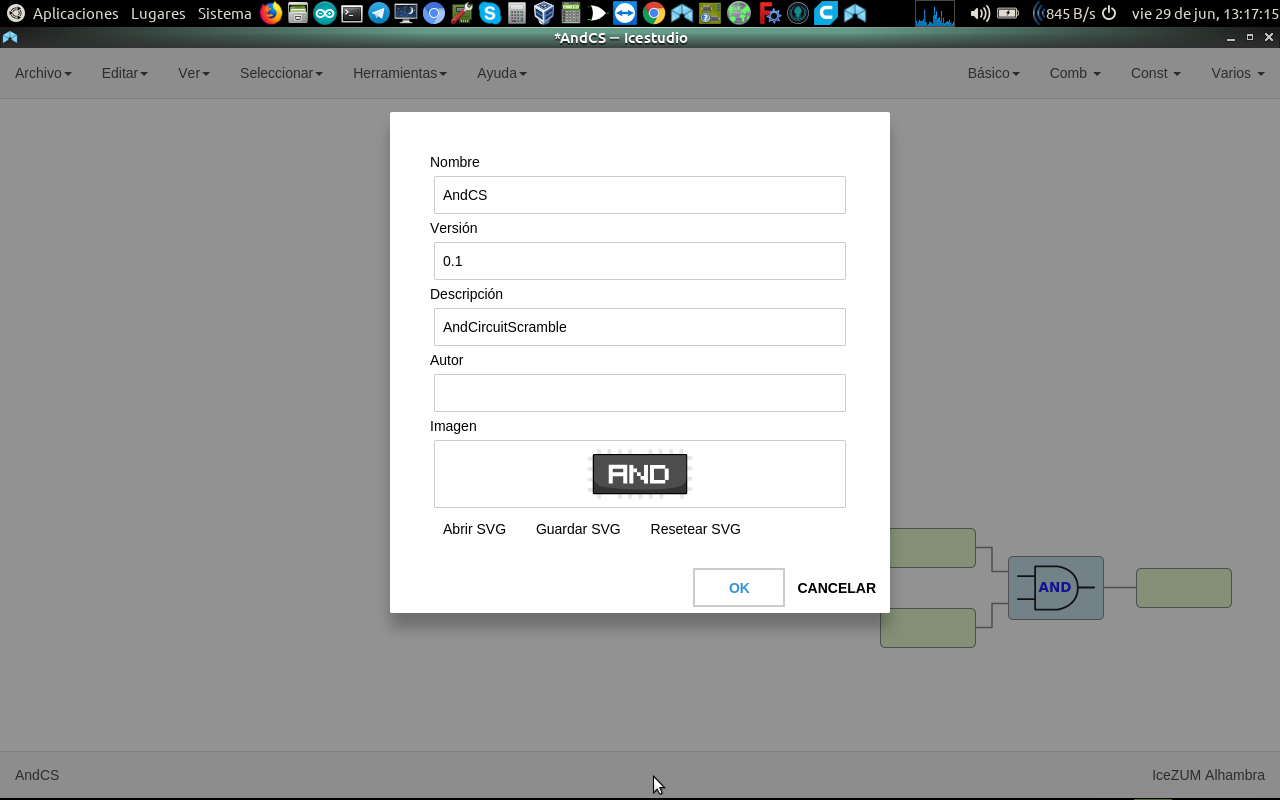 Aplicaciones Lugares Sistema 845 B/s vie 29 de jun, 13:17:15
*AndCS — Icestudio
Archivo Editar Ver Seleccionar Herramientas Ayuda Básico Comb Const Varios
Nombre
AndCS
Versión
0.1
Descripción
AndCircuitScramble
Autor
Imagen
AND
Abrir SVG Guardar SVG Resetear SVG
OK CANCELAR
AND
AndCS IceZUM Alhambra